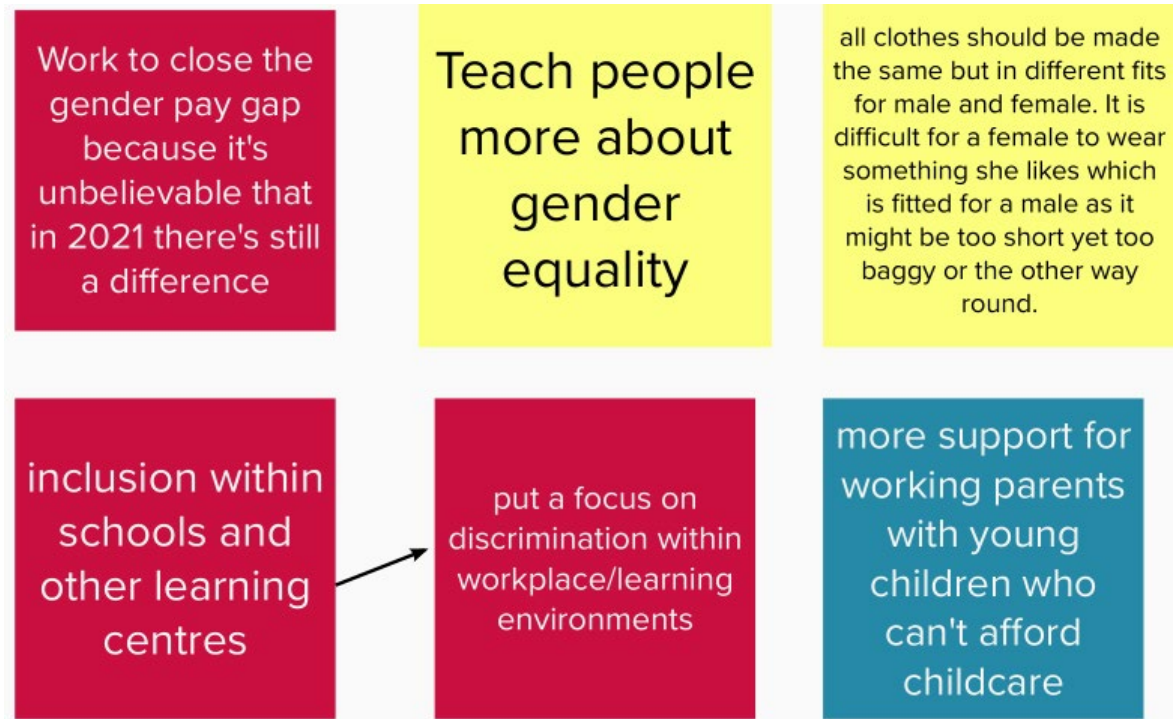 Work to close the
gender pay gap
because it's
unbelievable that
in 2021 there's still
a difference
Teach people
more about
gender
equality
all clothes should be made
the same but in different fits
for male and female. It is
difficult for a female to wear
something she likes which
is fitted for a male as it
might be too short yet too
baggy or the other way
round.
inclusion within
schools and
other learning
centres
put a focus on
discrimination within
workplace/learning
environments
more support for
working parents
with young
children who
can't afford
childcare